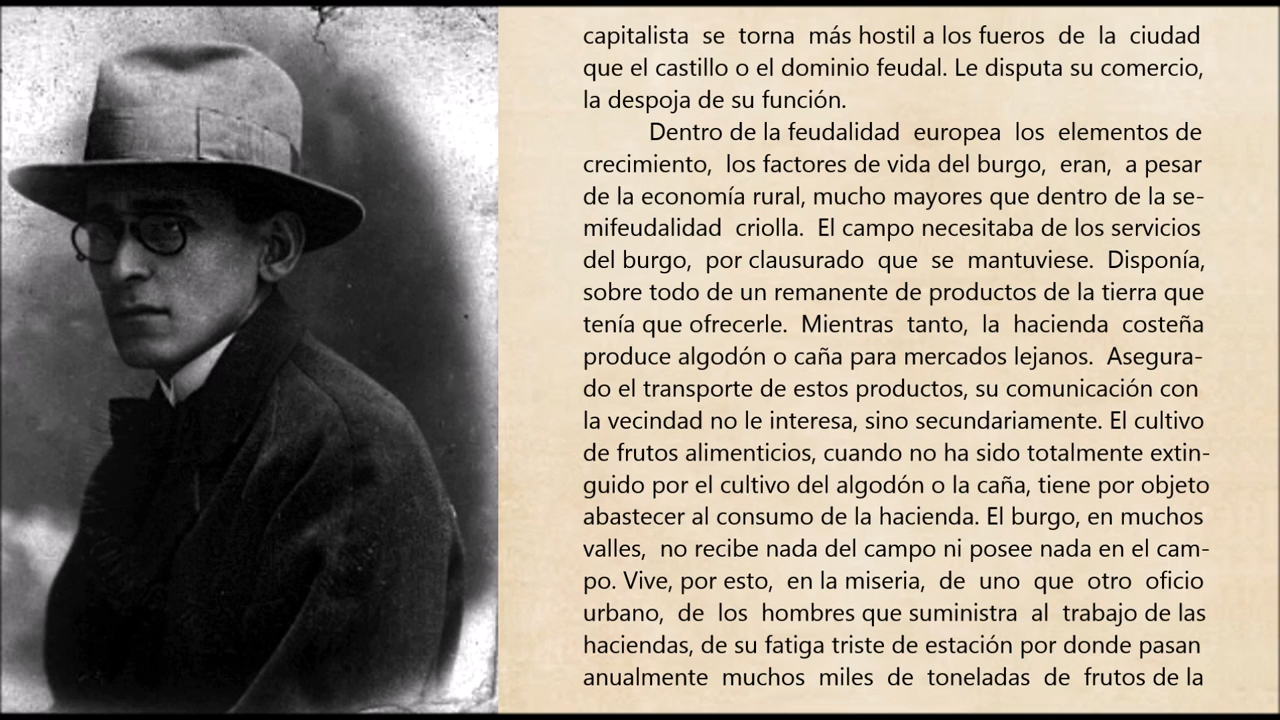 capitalista se torna más hostil a los fueros de la ciudad
que el castillo o el dominio feudal. Le disputa su comercio,
la despoja de su función.
Dentro de la feudalidad europea los elementos de
crecimiento, los factores de vida del burgo, eran, a pesar
de la economía rural, mucho mayores que dentro de la se-
mifeudalidad criolla. El campo necesitaba de los servicios
del burgo, por clausurado que se mantuviese. Disponía,
sobre todo de un remanente de productos de la tierra que
tenía que ofrecerle. Mientras tanto, la hacienda costeña
produce algodón o caña para mercados lejanos. Asegura-
do el transporte de estos productos, su comunicación con
la vecindad no le interesa, sino secundariamente. El cultivo
de frutos alimenticios, cuando no ha sido totalmente extin-
guido por el cultivo del algodón o la caña, tiene por objeto
abastecer al consumo de la hacienda. El burgo, en muchos
valles, no recibe nada del campo ni posee nada en el cam-
po. Vive, por esto, en la miseria, de uno que otro oficio
urbano, de los hombres que suministra al trabajo de las
haciendas, de su fatiga triste de estación por donde pasan
anualmente muchos miles de toneladas de frutos de la